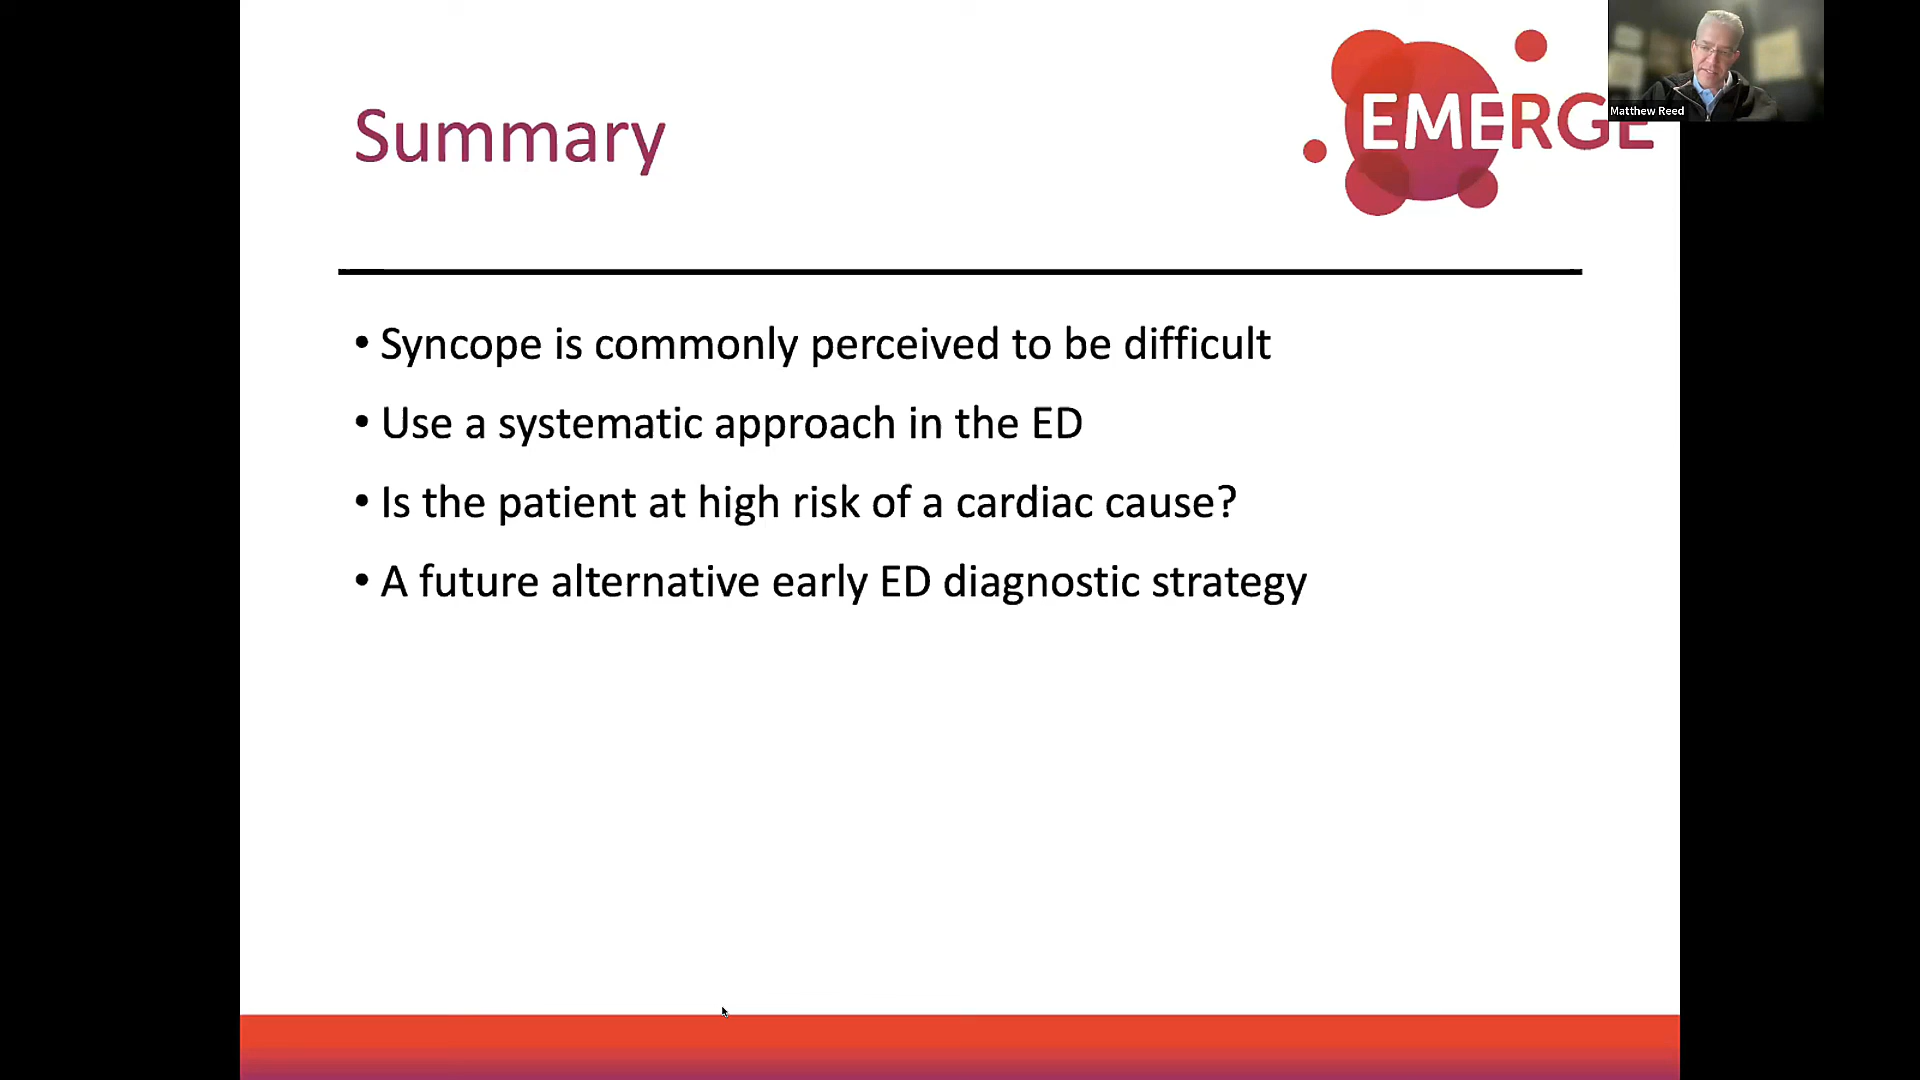 Summary
EMERGE
Matthew Reed
• Syncope is commonly perceived to be difficult
• Use a systematic approach in the ED
• Is the patient at high risk of a cardiac cause?
• A future alternative early ED diagnostic strategy